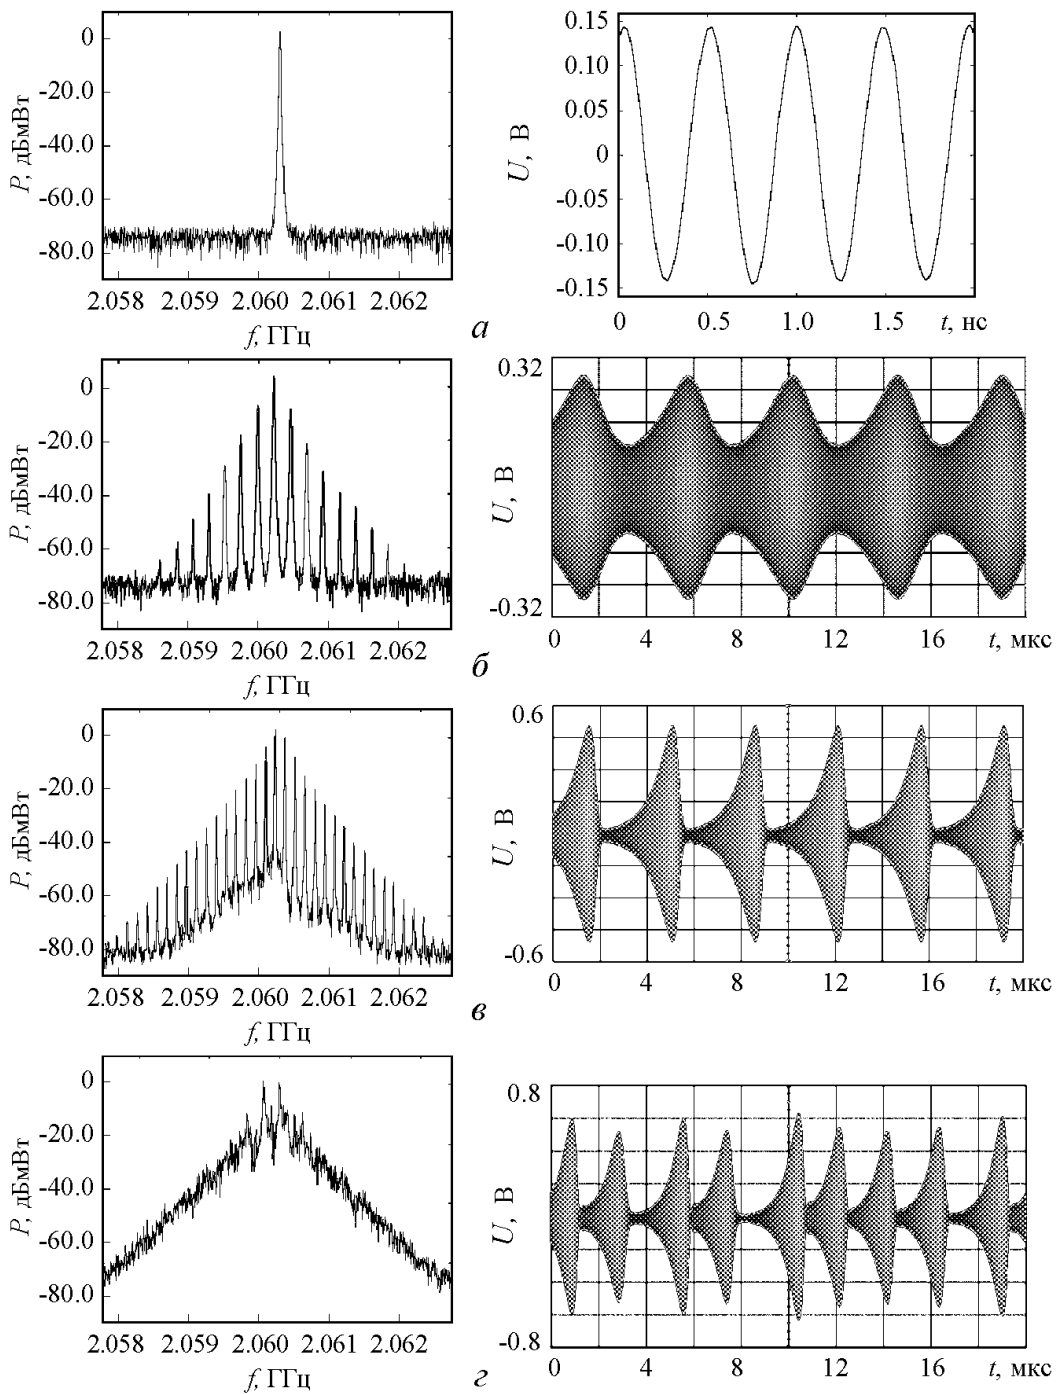 0
-20.0
-40.0
-60.0
-80.0
P, дБмВт
2.058 2.059 2.060 2.061 2.062
f, ГГц
0.15
0.10
0.05
0
-0.05
-0.10
-0.15
U, В
0 0.5 1.0 1.5 t, нс
а
0
-20.0
-40.0
-60.0
-80.0
P, дБмВт
2.058 2.059 2.060 2.061 2.062
f, ГГц
0.32
U, В
-0.32
0 4 8 12 16 t, мкс
б
0
-20.0
-40.0
-60.0
-80.0
P, дБмВт
2.058 2.059 2.060 2.061 2.062
f, ГГц
0.6
U, В
-0.6
0 4 8 12 16 t, мкс
в
0
-20.0
-40.0
-60.0
-80.0
P, дБмВт
2.058 2.059 2.060 2.061 2.062
f, ГГц
0.8
U, В
-0.8
0 4 8 12 16 t, мкс
г